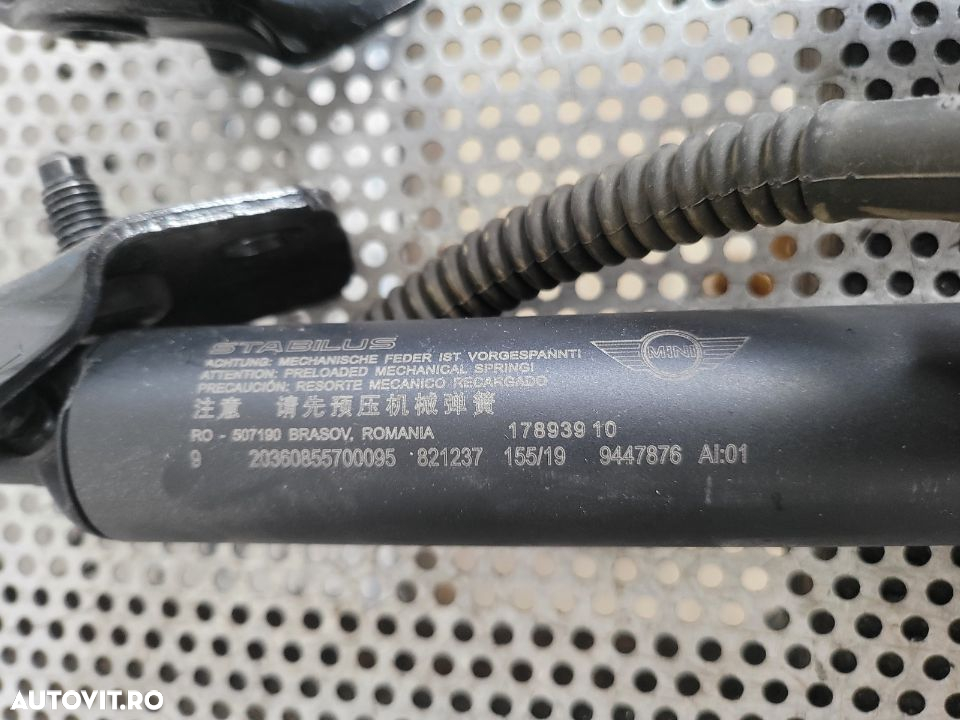 STABILUS
MINI
ACHTUNG: MECHANISCHE FEDER IST VORGESPANNT!
ATTENTION: PRELOADED MECHANICAL SPRING!
PRECAUCIÓN: RESORTE MECANICO RECARGADO
注意 请先预压机械弹簧
RO - 507190 BRASOV, ROMANIA 178939 10
9 20360855700095 821237 155/19 9447876 AI:01
AUTOVIT.RO
AUTOVIT.RO